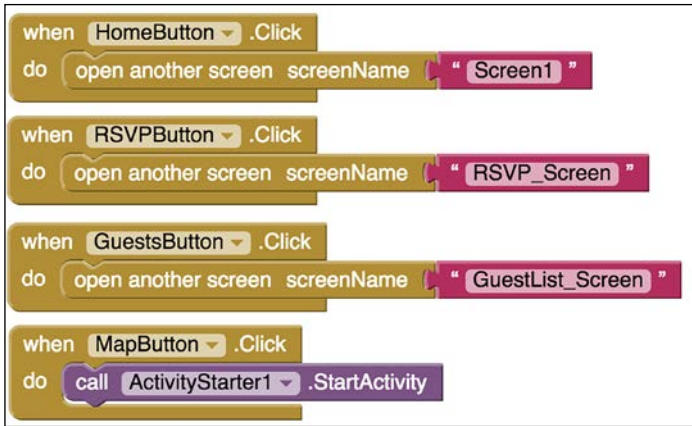 when HomeButton .Click
do open another screen screenName " Screen1 "
when RSVPButton .Click
do open another screen screenName " RSVP_Screen "
when GuestsButton .Click
do open another screen screenName " GuestList_Screen "
when MapButton .Click
do call ActivityStarter1 .StartActivity